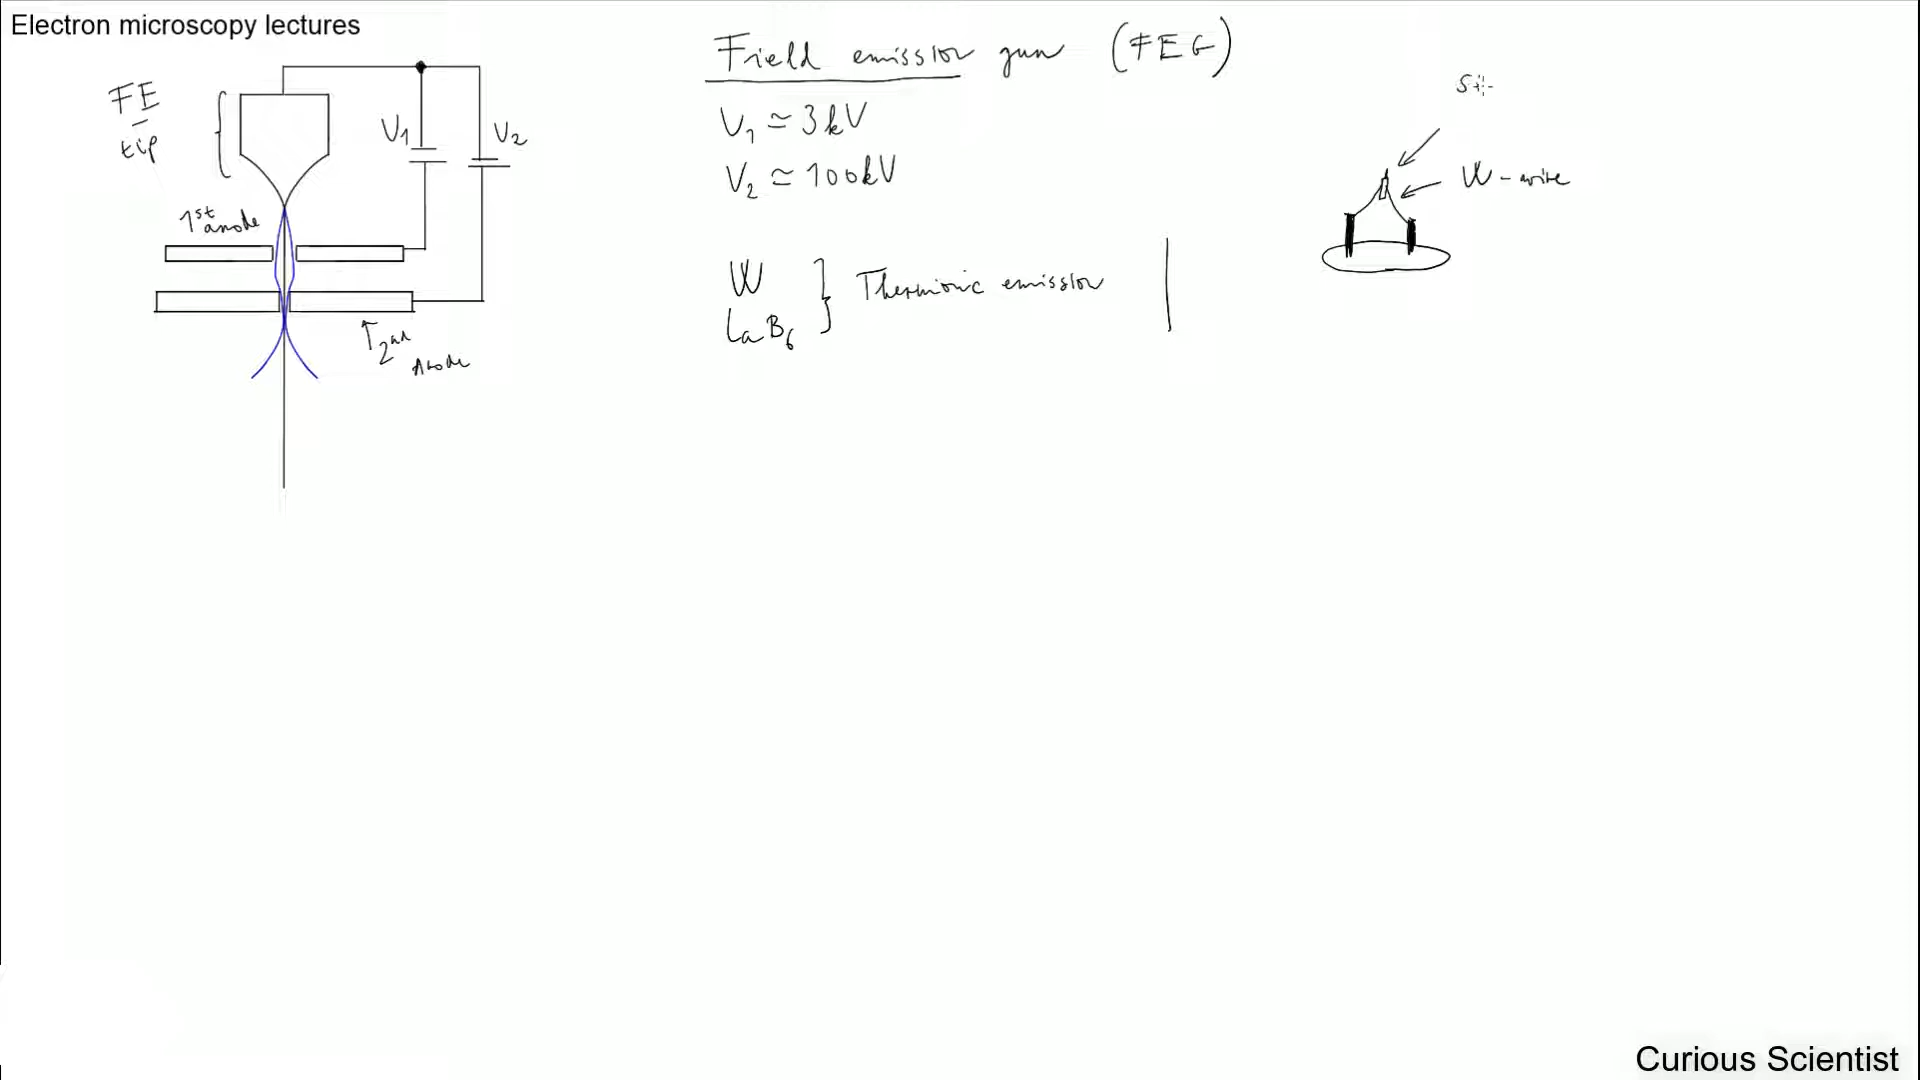 Electron microscopy lectures
Field emission gun (FEG)
FE
tip
V1
V2
V1 ≃ 3kV
V2 ≃ 100kV
1st anode
2nd
Anode
W
LaB6
} Thermionic emission
W-wire
Curious Scientist